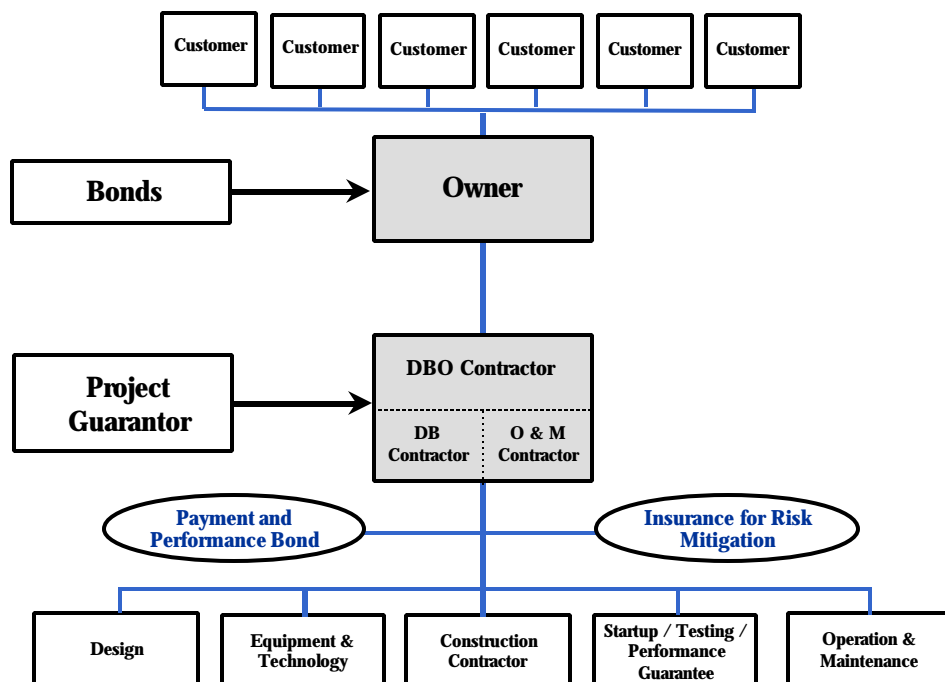 Customer
Customer
Customer
Customer
Customer
Customer
Bonds
Owner
Project
Guarantor
DBO Contractor
DB
Contractor
O & M
Contractor
Payment and
Performance Bond
Insurance for Risk
Mitigation
Design
Equipment &
Technology
Construction
Contractor
Startup / Testing /
Performance
Guarantee
Operation &
Maintenance